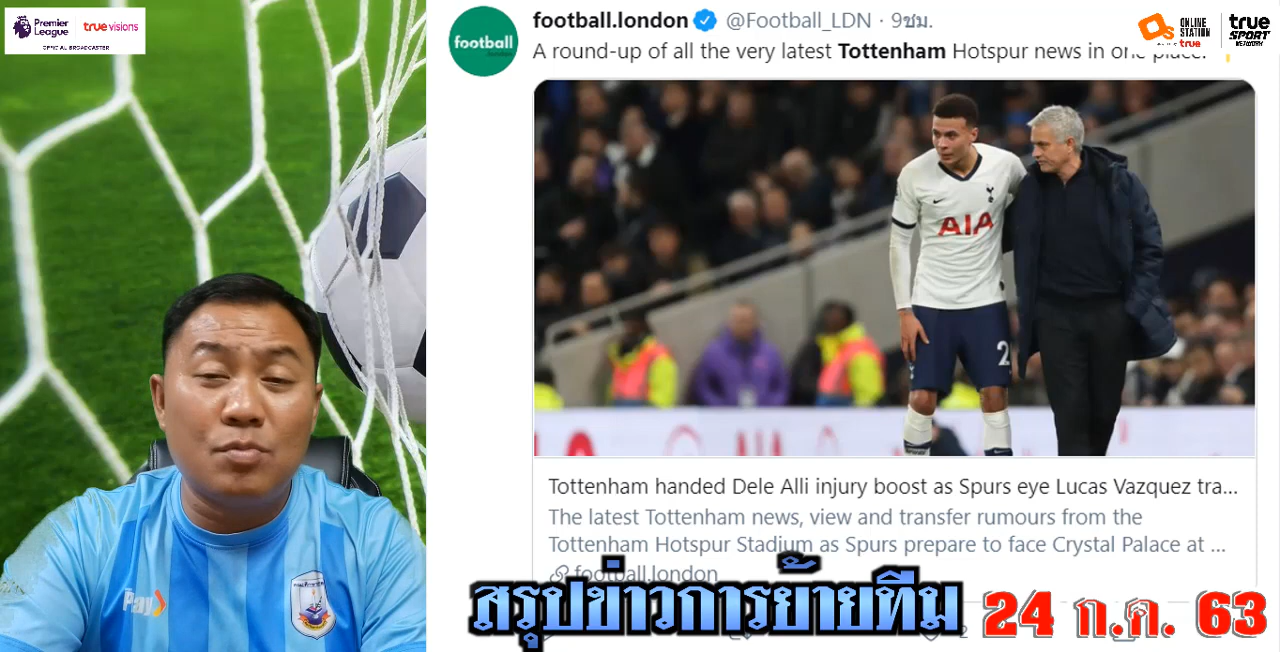 Premier
League
true visions
OFFICIAL BROADCASTER
football.london @Football_LDN · 9ชม.
football
A round-up of all the very latest Tottenham Hotspur news in one place.
ONLINE
STATION
by true
true
SPORT
NETWORK
AIA
2
Tottenham handed Dele Alli injury boost as Spurs eye Lucas Vazquez tra...
The latest Tottenham news, view and transfer rumours from the
Tottenham Hotspur Stadium as Spurs prepare to face Crystal Palace at ...
football.london
Pay
สรุปข่าวการย้ายทีม 24 ก.ค. 63